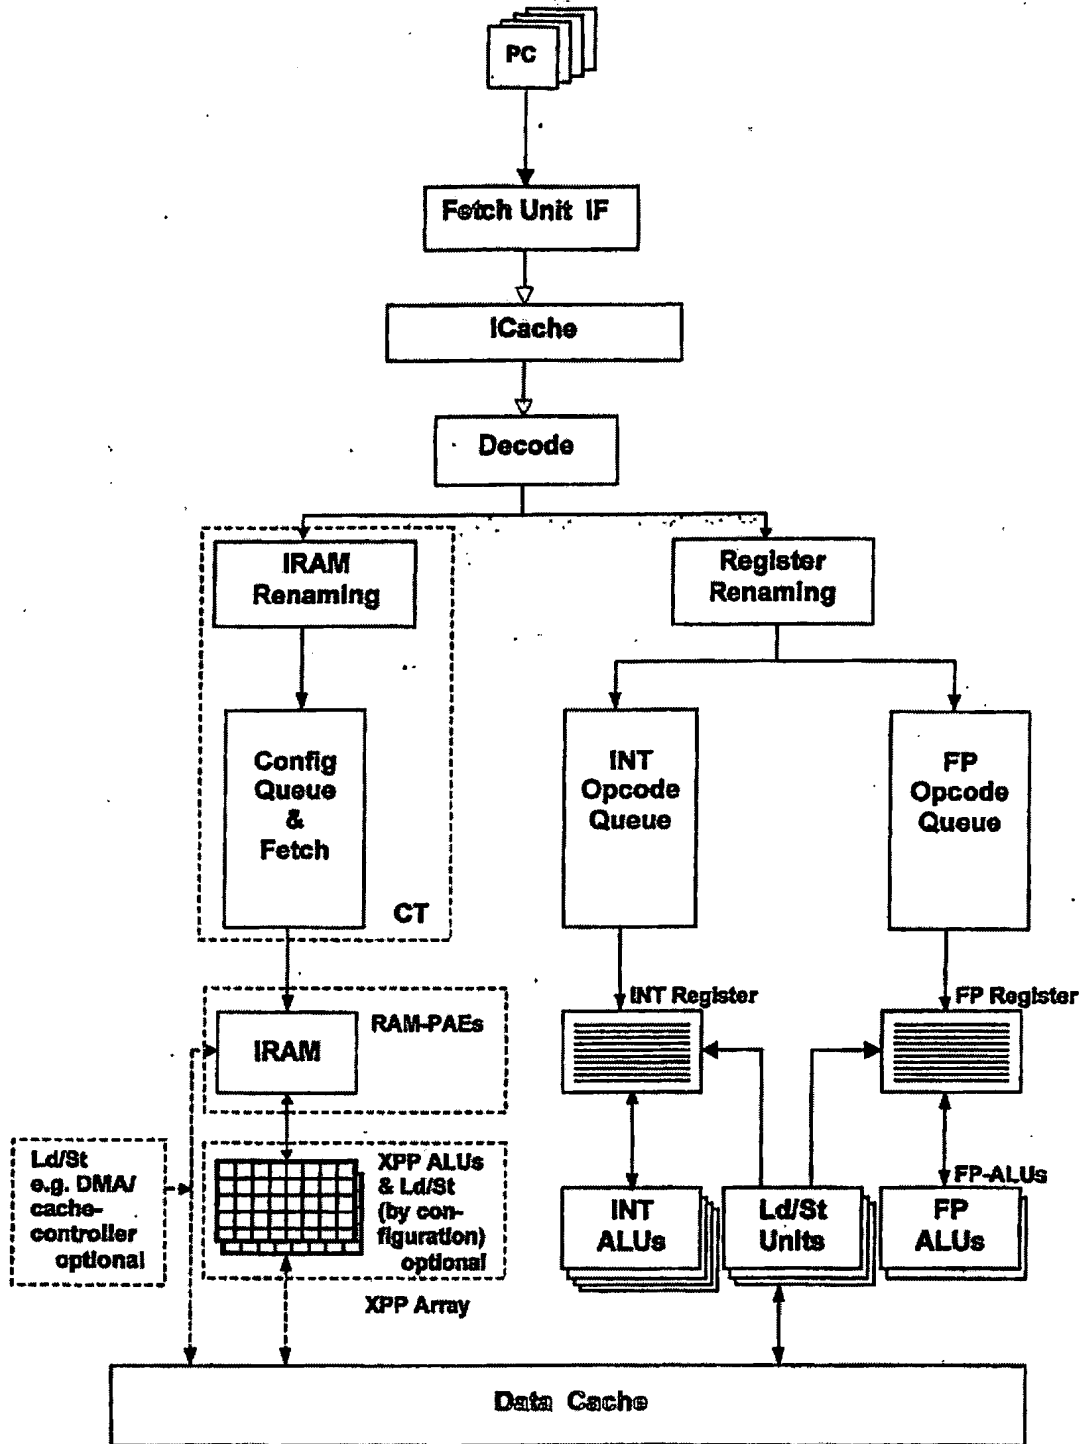 PC
Fetch Unit IF
ICache
Decode
IRAM
Renaming
Register
Renaming
Config
Queue
&
Fetch
CT
INT
Opcode
Queue
FP
Opcode
Queue
INT Register
FP Register
RAM-PAEs
IRAM
Ld/St
e.g. DMA/
cache-
controller
optional
XPP ALUs
& Ld/St
(by con-
figuration)
optional
XPP Array
INT
ALUs
Ld/St
Units
FP-ALUs
FP
ALUs
Data Cache